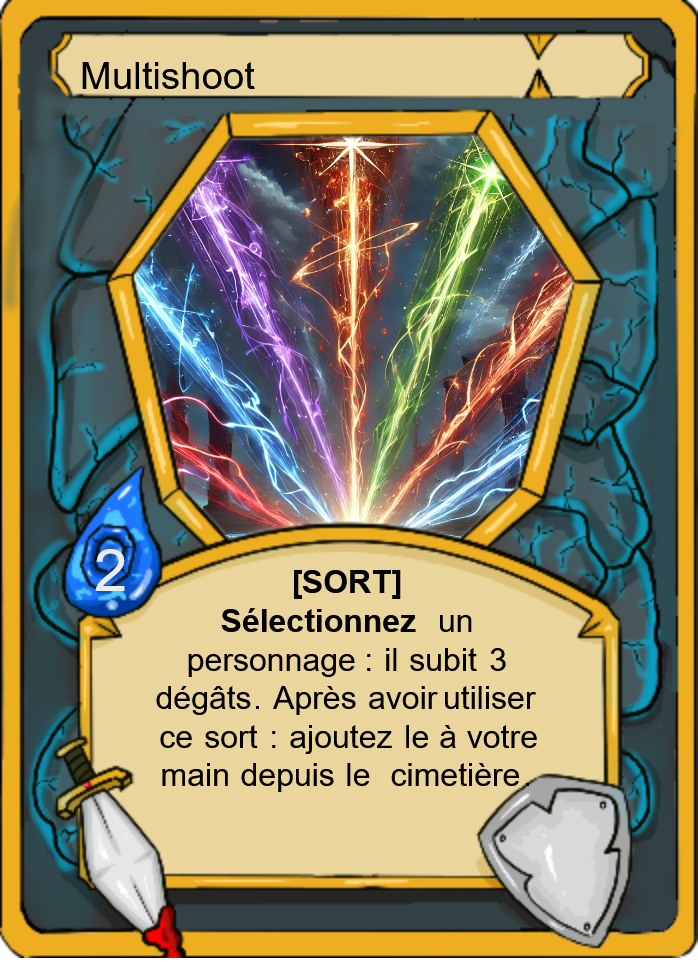 Multishoot
2
[SORT]
Sélectionnez un
personnage : il subit 3
dégâts. Après avoir utiliser
ce sort : ajoutez le à votre
main depuis le cimetière.